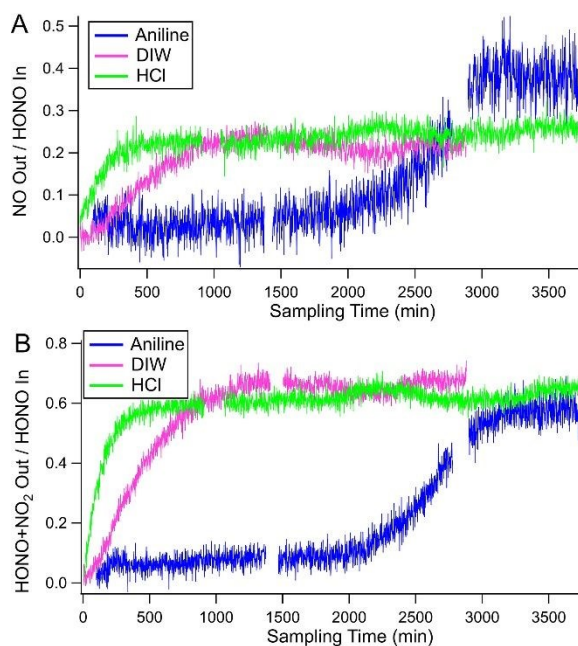 A
Aniline
DIW
HCl
NO Out / HONO In
0.5
0.4
0.3
0.2
0.1
0.0
0 500 1000 1500 2000 2500 3000 3500
Sampling Time (min)
B
Aniline
DIW
HCl
HONO+NO₂ Out / HONO In
0.8
0.6
0.4
0.2
0.0
0 500 1000 1500 2000 2500 3000 3500
Sampling Time (min)